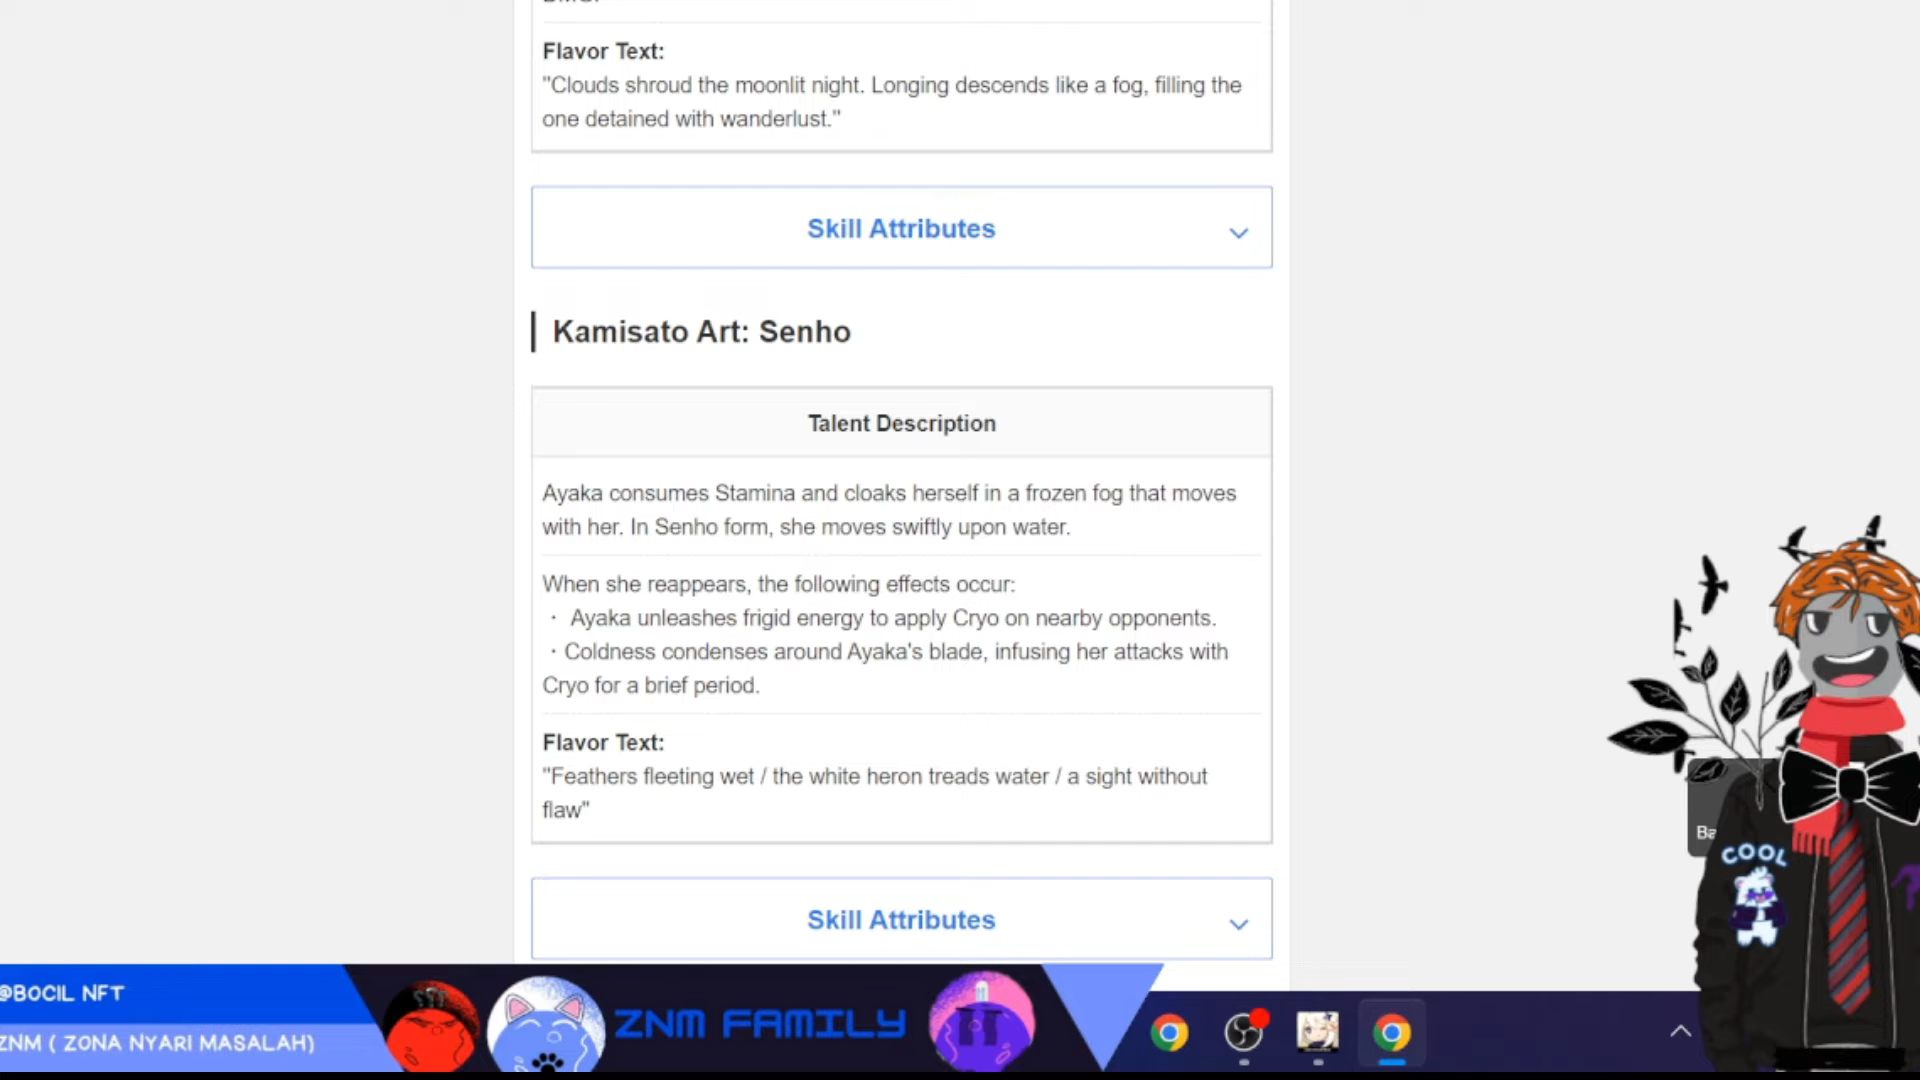 Flavor Text:
"Clouds shroud the moonlit night. Longing descends like a fog, filling the
one detained with wanderlust."
Skill Attributes
Kamisato Art: Senho
Talent Description
Ayaka consumes Stamina and cloaks herself in a frozen fog that moves
with her. In Senho form, she moves swiftly upon water.
When she reappears, the following effects occur:
· Ayaka unleashes frigid energy to apply Cryo on nearby opponents.
· Coldness condenses around Ayaka's blade, infusing her attacks with
Cryo for a brief period.
Flavor Text:
"Feathers fleeting wet / the white heron treads water / a sight without
flaw"
Skill Attributes
Ba
COOL
@BOCIL NFT
ZNM ( ZONA NYARI MASALAH)
ZNM FAMILY